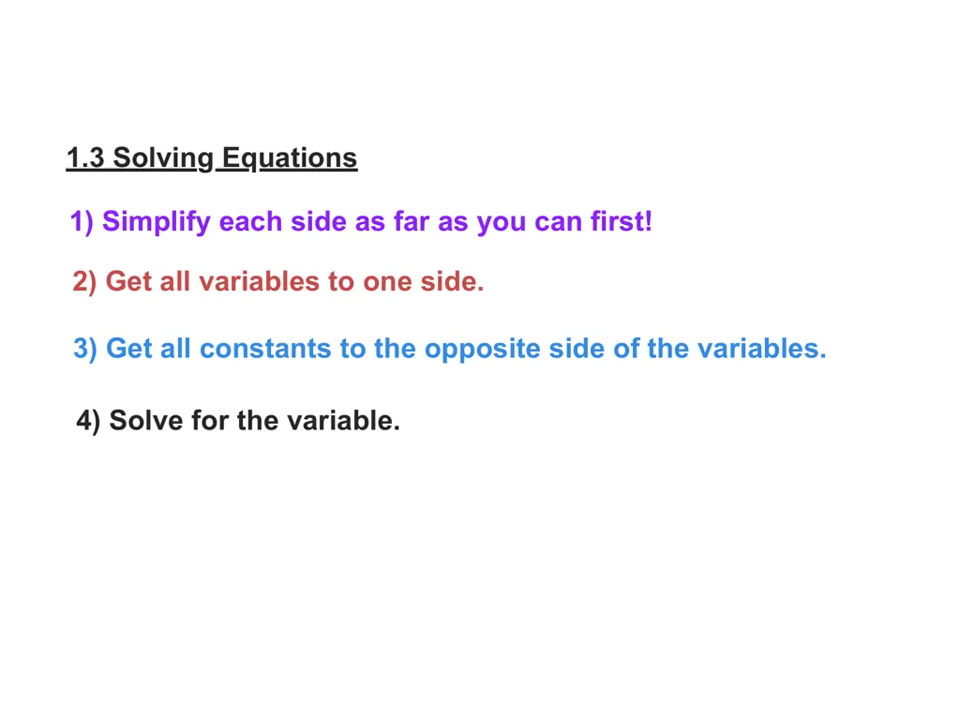 1.3 Solving Equations
1) Simplify each side as far as you can first!
2) Get all variables to one side.
3) Get all constants to the opposite side of the variables.
4) Solve for the variable.